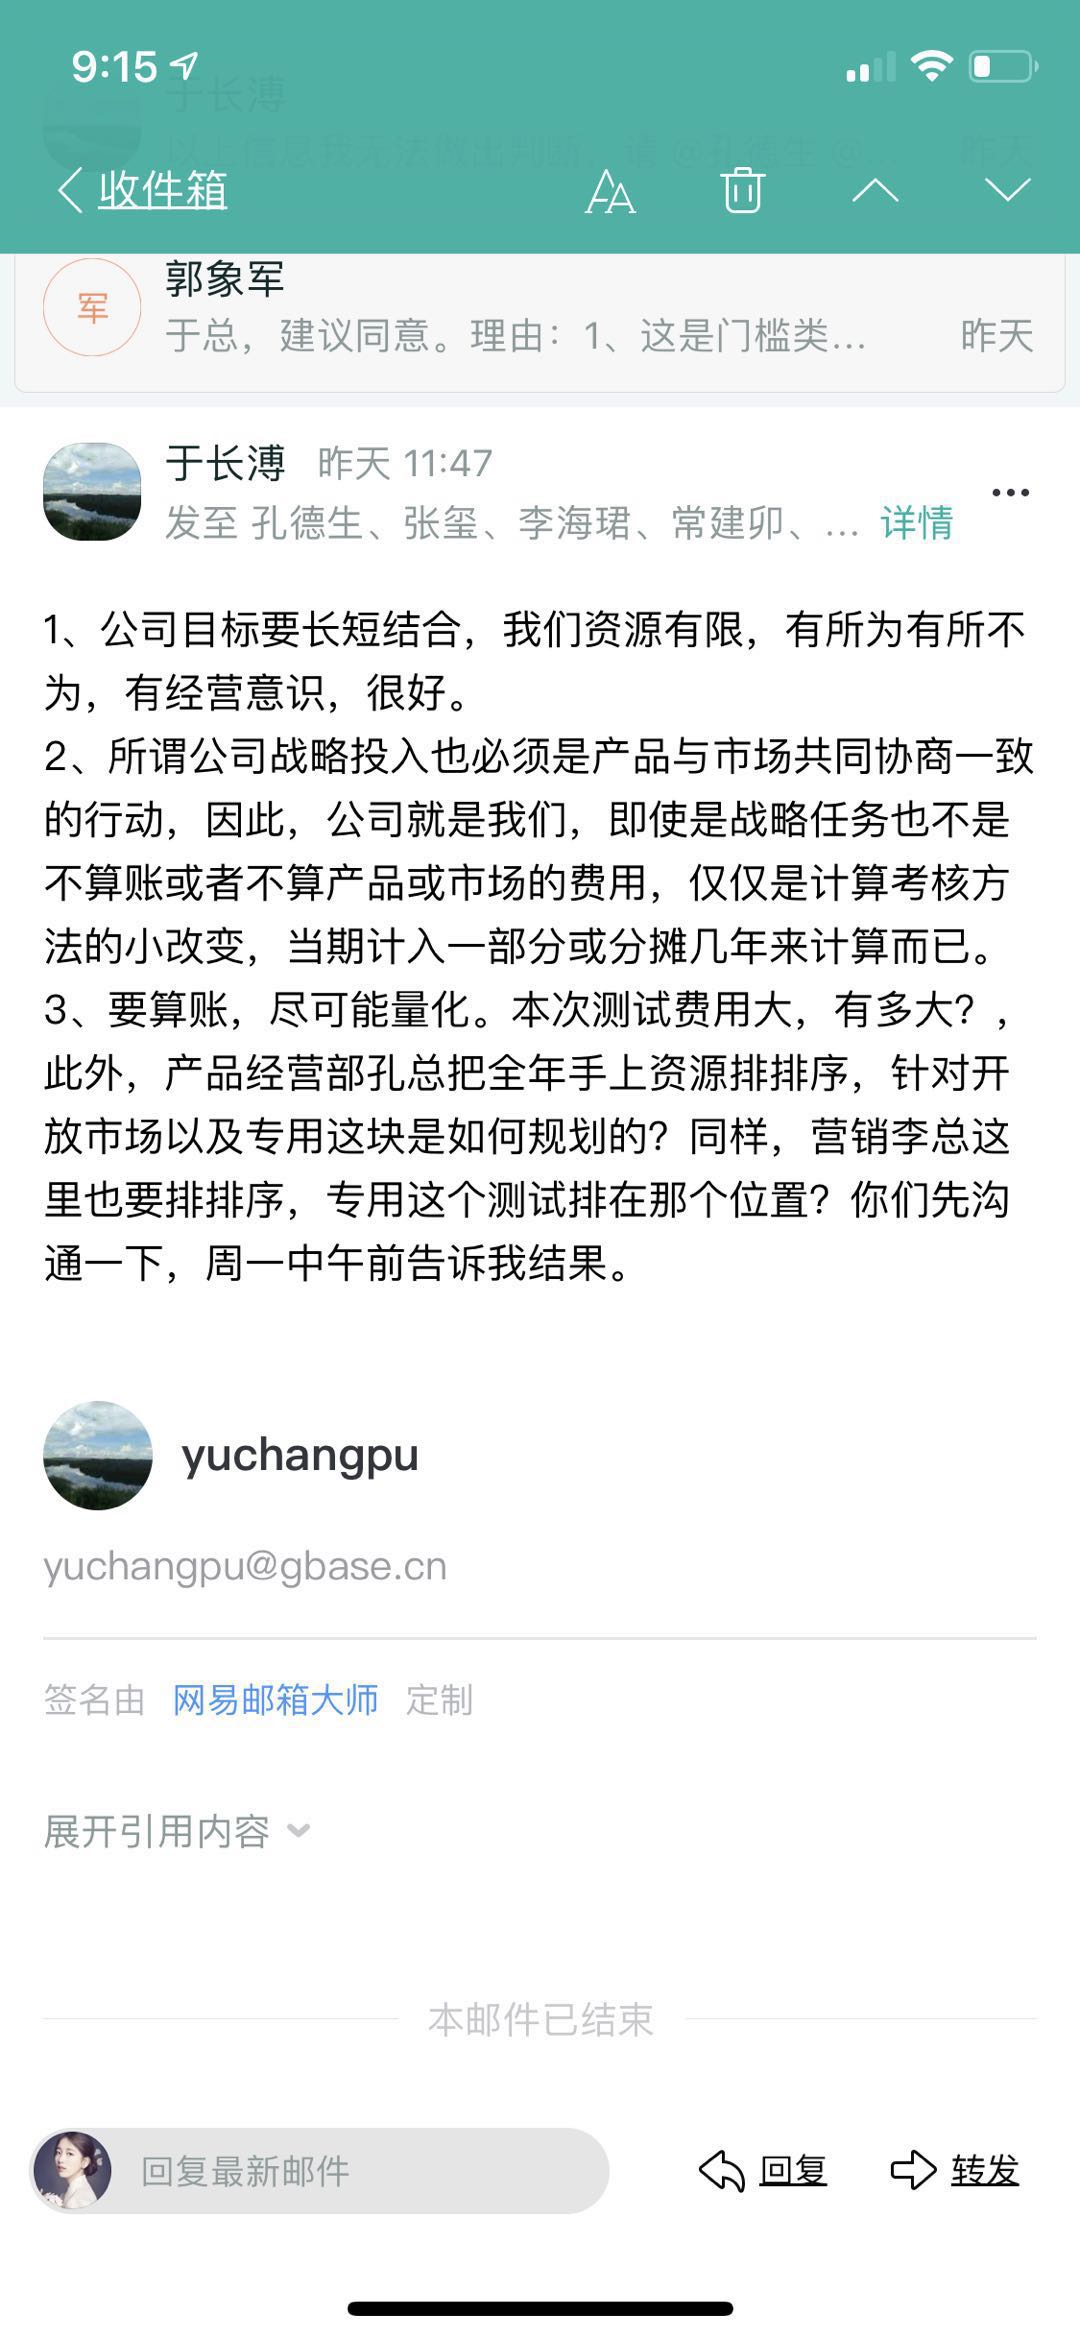 9:15
于长溥
以上信息我无法做出判断，请 @孔德生 @ 昨天
收件箱
军
郭象军
于总，建议同意。理由：1、这是门槛类... 昨天
于长溥 昨天 11:47
发至 孔德生、张玺、李海珺、常建卯、... 详情
1、公司目标要长短结合，我们资源有限，有所为有所不
为，有经营意识，很好。
2、所谓公司战略投入也必须是产品与市场共同协商一致
的行动，因此，公司就是我们，即使是战略任务也不是
不算账或者不算产品或市场的费用，仅仅是计算考核方
法的小改变，当期计入一部分或分摊几年来计算而已。
3、要算账，尽可能量化。本次测试费用大，有多大？，
此外，产品经营部孔总把全年手上资源排排序，针对开
放市场以及专用这块是如何规划的？同样，营销李总这
里也要排排序，专用这个测试排在那个位置？你们先沟
通一下，周一中午前告诉我结果。
yuchangpu
yuchangpu@gbase.cn
签名由 网易邮箱大师 定制
展开引用内容
本邮件已结束
回复最新邮件 回复 转发